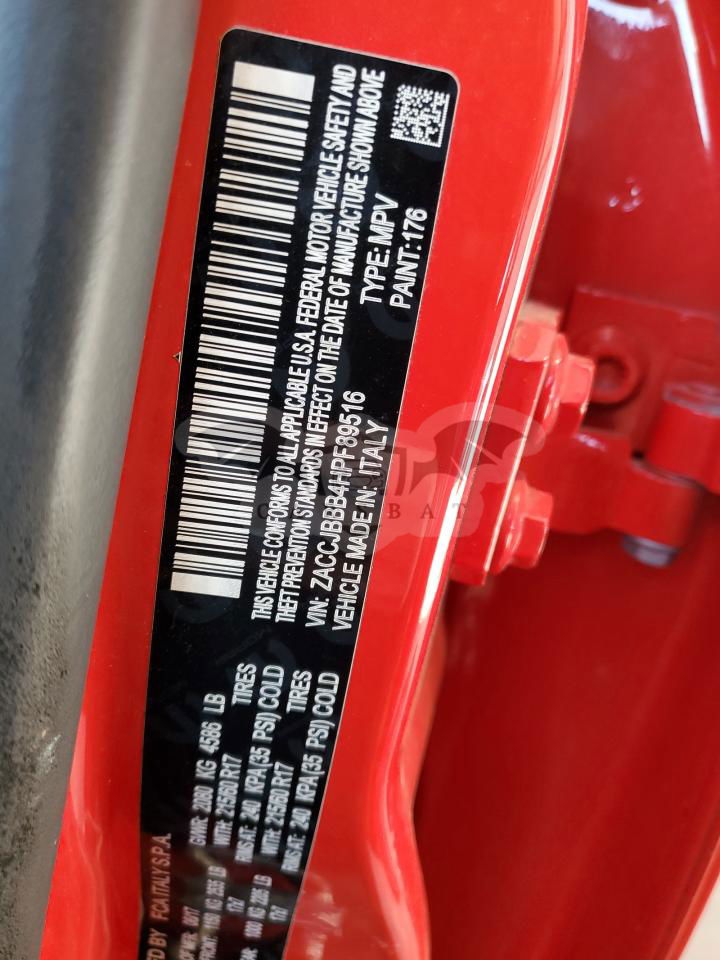 ED BY FCA ITALY S.P.A.
GVWR: 2080 KG 4586 LB
WITH: 215/60 R17 TIRES
RIMS AT: 240 KPA(35 PSI) COLD
WITH: 215/60 R17 TIRES
RIMS AT: 240 KPA(35 PSI) COLD
THIS VEHICLE CONFORMS TO ALL APPLICABLE U.S.A. FEDERAL MOTOR VEHICLE SAFETY AND
THEFT PREVENTION STANDARDS IN EFFECT ON THE DATE OF MANUFACTURE SHOWN ABOVE
VIN: ZACCJBBB4HPF89516 TYPE: MPV
VEHICLE MADE IN: ITALY PAINT: 176